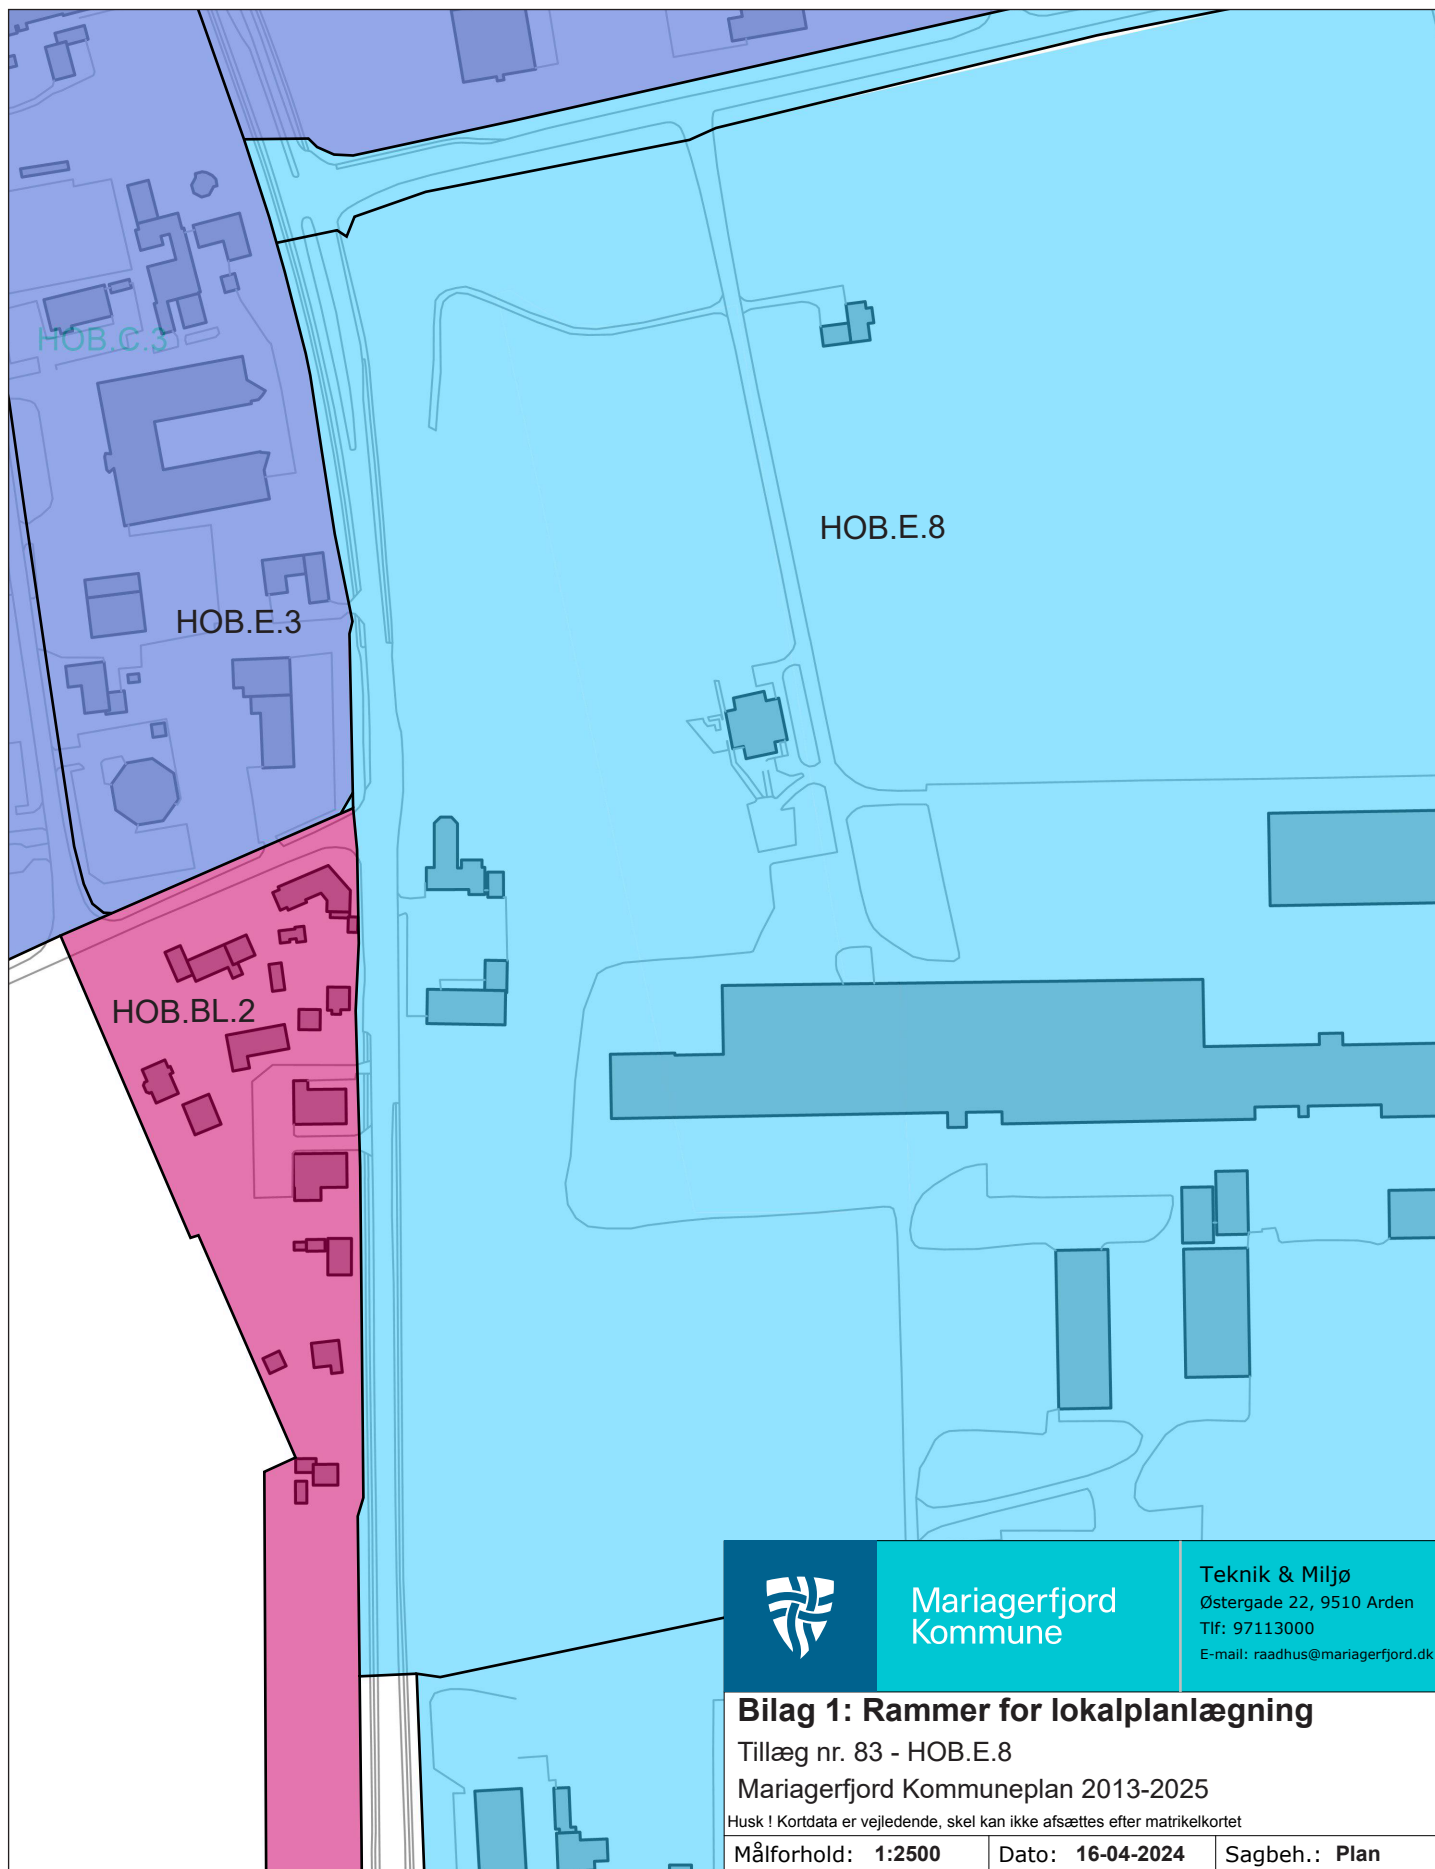 HOB.C.3
HOB.E.8
HOB.E.3
HOB.BL.2
Mariagerfjord
Kommune
Teknik & Miljø
Østergade 22, 9510 Arden
Tlf: 97113000
E-mail: raadhus@mariagerfjord.dk
Bilag 1: Rammer for lokalplanlægning
Tillæg nr. 83 - HOB.E.8
Mariagerfjord Kommuneplan 2013-2025
Husk ! Kortdata er vejledende, skel kan ikke afsættes efter matrikelkortet
Målforhold: 1:2500 Dato: 16-04-2024 Sagbeh.: Plan